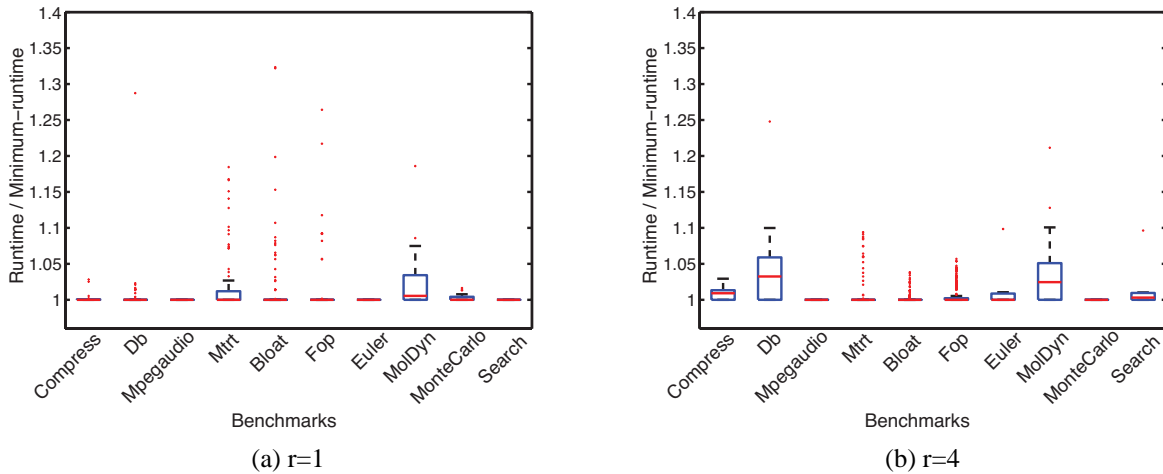 1.4
1.35
1.3
1.25
1.2
1.15
1.1
1.05
1
Runtime / Minimum-runtime
Compress
Db
Mpegaudio
Mtrt
Bloat
Fop
Euler
MolDyn
MonteCarlo
Search
Benchmarks
(a) r=1
1.4
1.35
1.3
1.25
1.2
1.15
1.1
1.05
1
Runtime / Minimum-runtime
Compress
Db
Mpegaudio
Mtrt
Bloat
Fop
Euler
MolDyn
MonteCarlo
Search
Benchmarks
(b) r=4